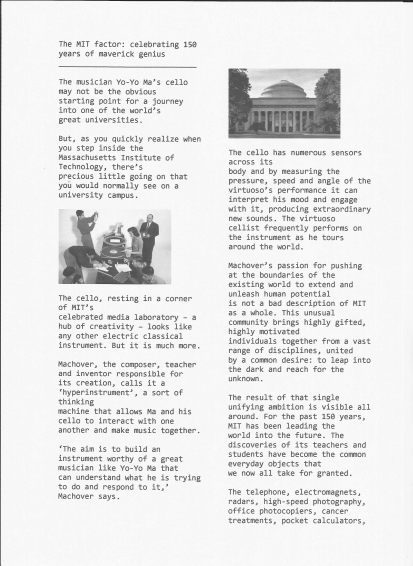 The MIT factor: celebrating 150
years of maverick genius
The musician Yo-Yo Ma's cello
may not be the obvious
starting point for a journey
into one of the world's
great universities.
But, as you quickly realize when
you step inside the
Massachusetts Institute of
Technology, there's
precious little going on that
you would normally see on a
university campus.
The cello, resting in a corner
of MIT's
celebrated media laboratory – a
hub of creativity – looks like
any other electric classical
instrument. But it is much more.
Machover, the composer, teacher
and inventor responsible for
its creation, calls it a
‘hyperinstrument’, a sort of
thinking
machine that allows Ma and his
cello to interact with one
another and make music together.
‘The aim is to build an
instrument worthy of a great
musician like Yo-Yo Ma that
can understand what he is trying
to do and respond to it,’
Machover says.
The cello has numerous sensors
across its
body and by measuring the
pressure, speed and angle of the
virtuoso's performance it can
interpret his mood and engage
with it, producing extraordinary
new sounds. The virtuoso
cellist frequently performs on
the instrument as he tours
around the world.
Machover's passion for pushing
at the boundaries of the
existing world to extend and
unleash human potential
is not a bad description of MIT
as a whole. This unusual
community brings highly gifted,
highly motivated
individuals together from a vast
range of disciplines, united
by a common desire: to leap into
the dark and reach for the
unknown.
The result of that single
unifying ambition is visible all
around. For the past 150 years,
MIT has been leading the
world into the future. The
discoveries of its teachers and
students have become the common
everyday objects that
we now all take for granted.
The telephone, electromagnets,
radars, high-speed photography,
office photocopiers, cancer
treatments, pocket calculators,